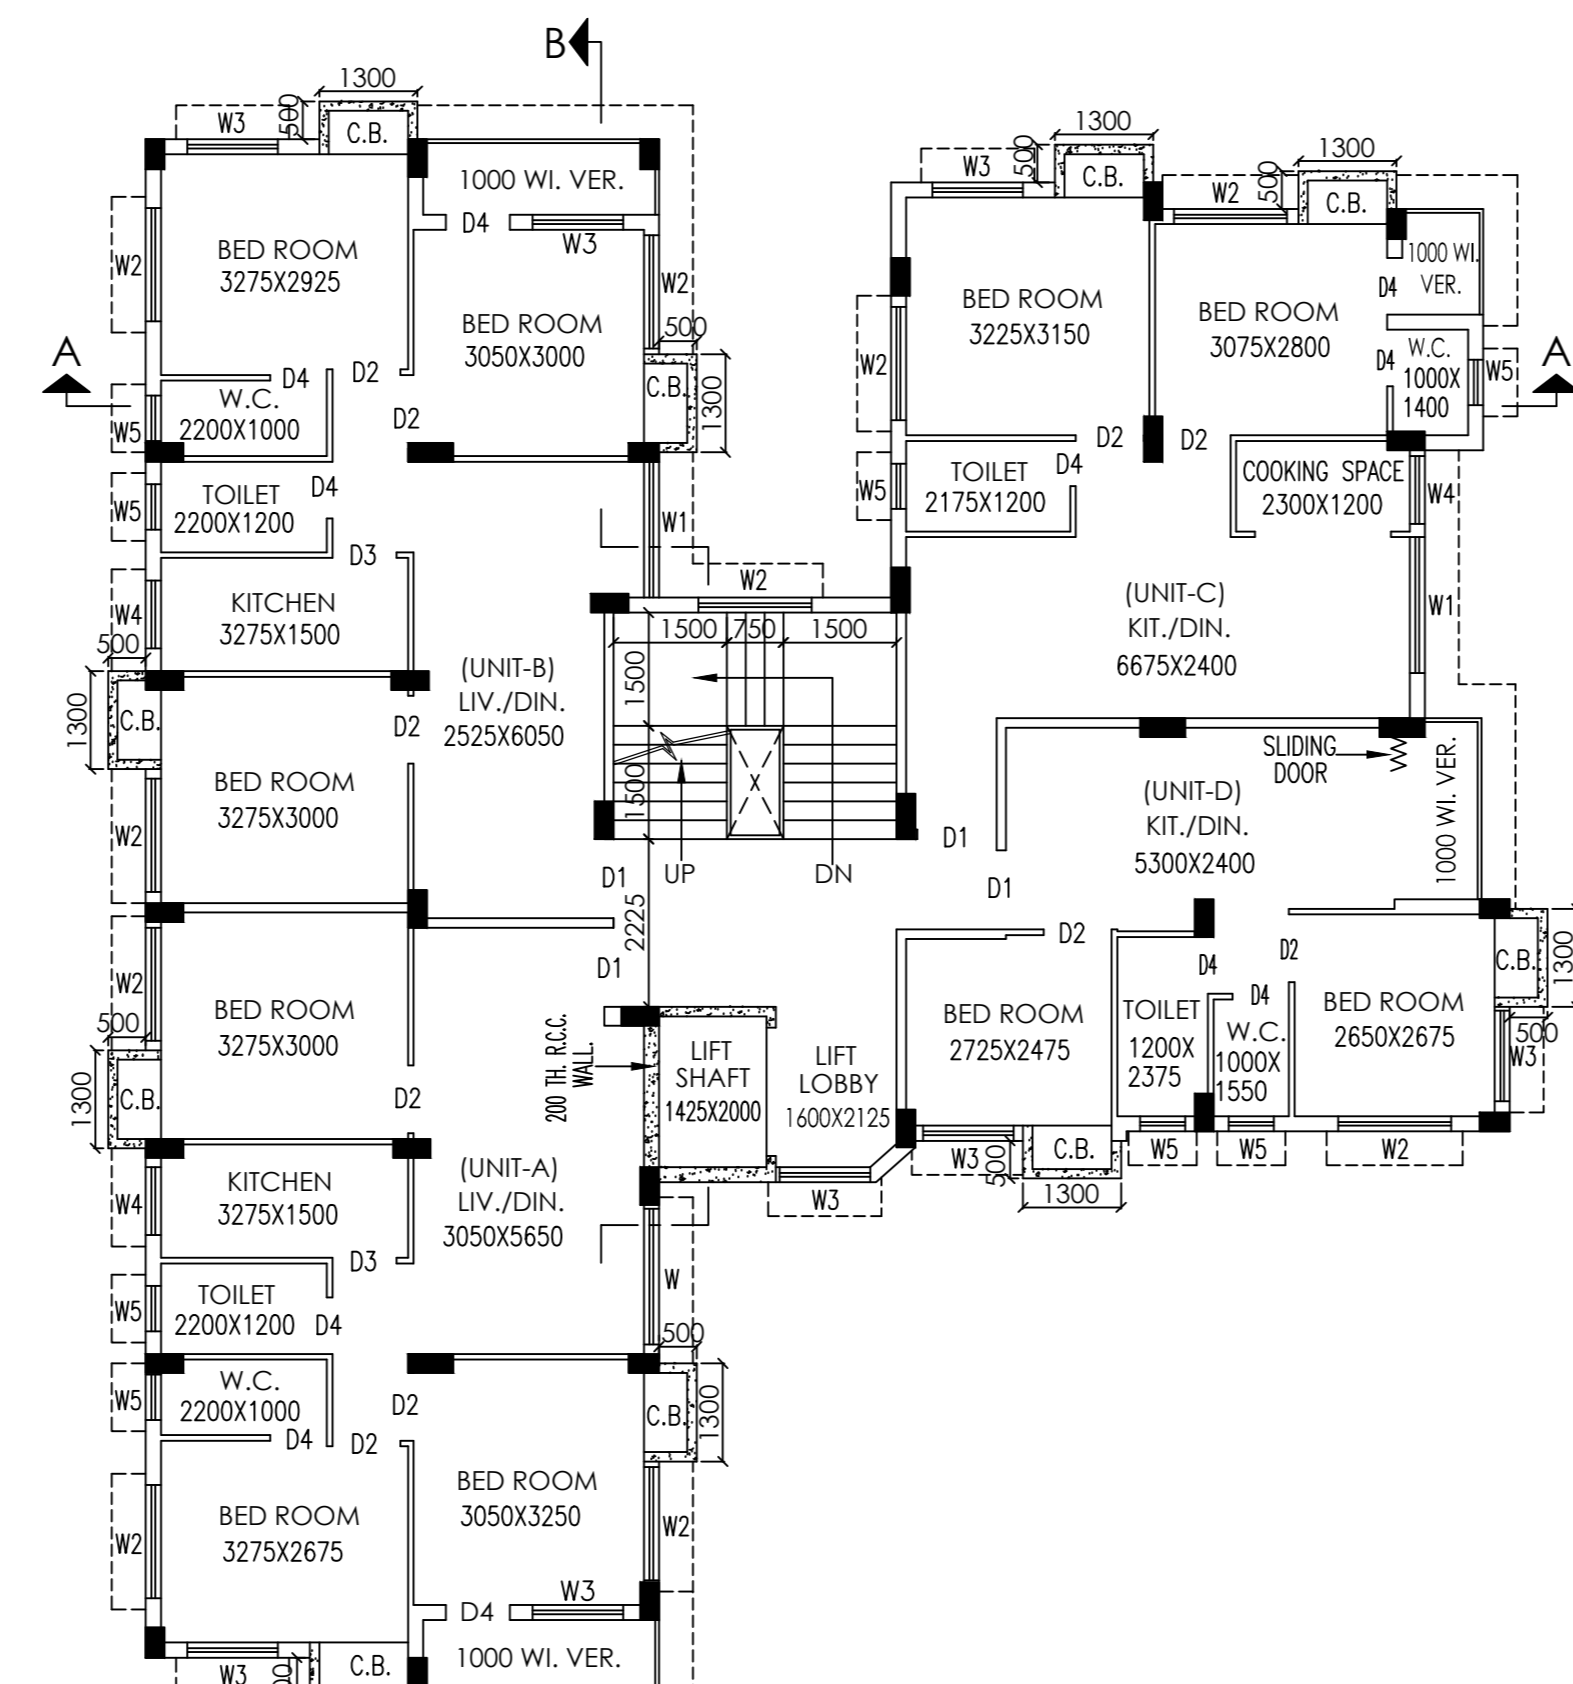 B
1300
500
W3
C.B.
1000 WI. VER.
D4
W3
W2
BED ROOM
3275X2925
W2
BED ROOM
3050X3000
500
C.B.
1300
A
D4
D2
W.C.
2200X1000
W5
D2
TOILET
2200X1200
D4
W5
W1
D3
KITCHEN
3275X1500
W4
500
1300
C.B.
(UNIT-B)
LIV./DIN.
2525X6050
D2
BED ROOM
3275X3000
W2
W2
1500
750
1500
1500
1500
X
UP
DN
D1
2225
D1
1300
500
W3
C.B.
1300
500
W2
C.B.
1000 WI.
VER.
D4
BED ROOM
3225X3150
W2
BED ROOM
3075X2800
D4
W.C.
1000X
1400
W5
A
D2
D2
TOILET
2175X1200
D4
W5
COOKING SPACE
2300X1200
W4
(UNIT-C)
KIT./DIN.
6675X2400
W1
SLIDING
DOOR
1000 WI. VER.
(UNIT-D)
KIT./DIN.
5300X2400
D1
D1
D2
BED ROOM
2725X2475
TOILET
1200X
2375
D4
D4
W.C.
1000X
1550
D2
BED ROOM
2650X2675
C.B.
1300
500
W3
W3
500
C.B.
1300
W5
W5
W2
W2
BED ROOM
3275X3000
500
1300
C.B.
D2
200 TH. R.C.C.
WALL.
LIFT
SHAFT
1425X2000
LIFT
LOBBY
1600X2125
W3
KITCHEN
3275X1500
W4
(UNIT-A)
LIV./DIN.
3050X5650
D3
W
TOILET
2200X1200
D4
W5
500
C.B.
1300
W.C.
2200X1000
W5
D4
D2
D2
BED ROOM
3275X2675
W2
BED ROOM
3050X3250
W2
W3
D4
1000 WI. VER.
C.B.
W3